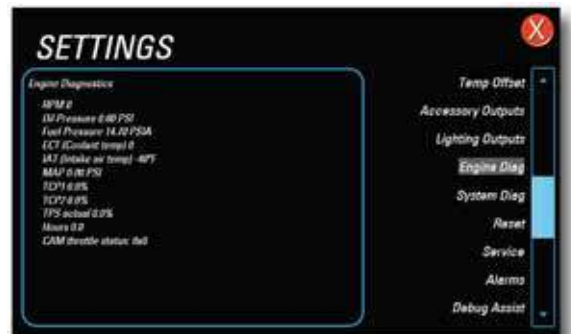 SETTINGS
X
Engine Diagnostics
RPM 0
Oil Pressure 0.00 PSI
Fuel Pressure 14.70 PSIA
ECT (Coolant temp) 0
IAT (Intake air temp) -40°F
MAP 0.00 PSI
TCP1 0.0%
TCP2 0.0%
TPS actual 0.0%
Hours 0.0
CAN throttle status: 0x0
Temp Offset
Accessory Outputs
Lighting Outputs
Engine Diag
System Diag
Reset
Service
Alarms
Debug Assist